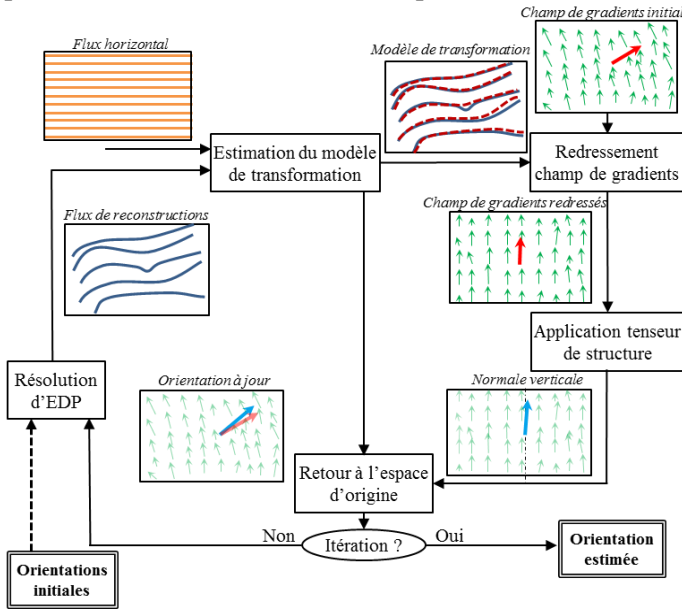 Champ de gradients initial
Flux horizontal
Modèle de transformation
Estimation du modèle
de transformation
Redressement
champ de gradients
Flux de reconstructions
Champ de gradients redressés
Application tenseur
de structure
Résolution
d'EDP
Orientation à jour
Normale verticale
Retour à l'espace
d'origine
Non
Itération ?
Oui
Orientations
initiales
Orientation
estimée